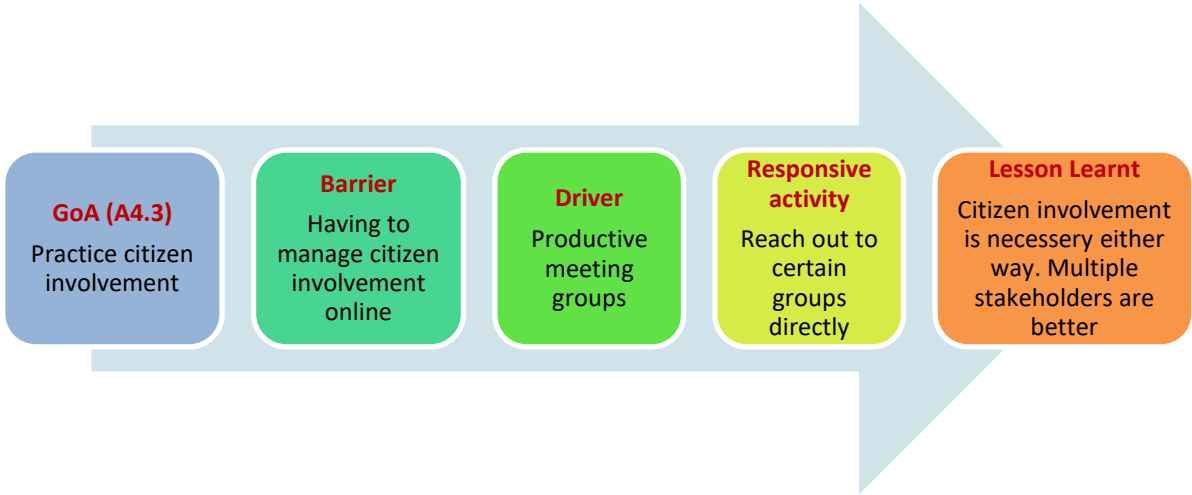 GoA (A4.3)
Practice citizen
involvement
Barrier
Having to
manage citizen
involvement
online
Driver
Productive
meeting
groups
Responsive
activity
Reach out to
certain
groups
directly
Lesson Learnt
Citizen involvement
is necessery either
way. Multiple
stakeholders are
better